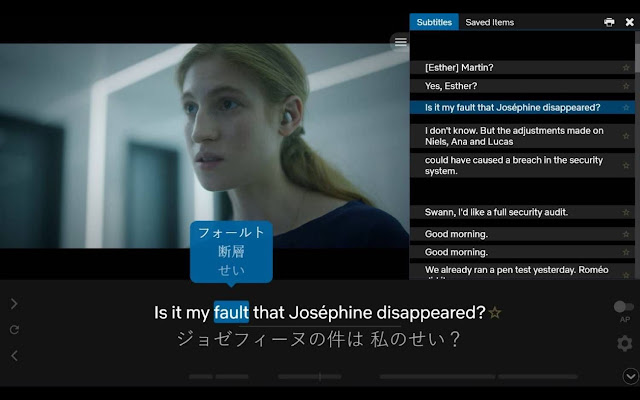 Subtitles Saved Items
[Esther] Martin?
Yes, Esther?
Is it my fault that Joséphine disappeared?
I don't know. But the adjustments made on
Niels, Ana and Lucas
could have caused a breach in the security
system.
Swann, I'd like a full security audit.
Good morning.
Good morning.
We already ran a pen test yesterday. Roméo
did it
フォールト
断層
せい
Is it my fault that Joséphine disappeared?
ジョゼフィーヌの件は 私のせい？
AP